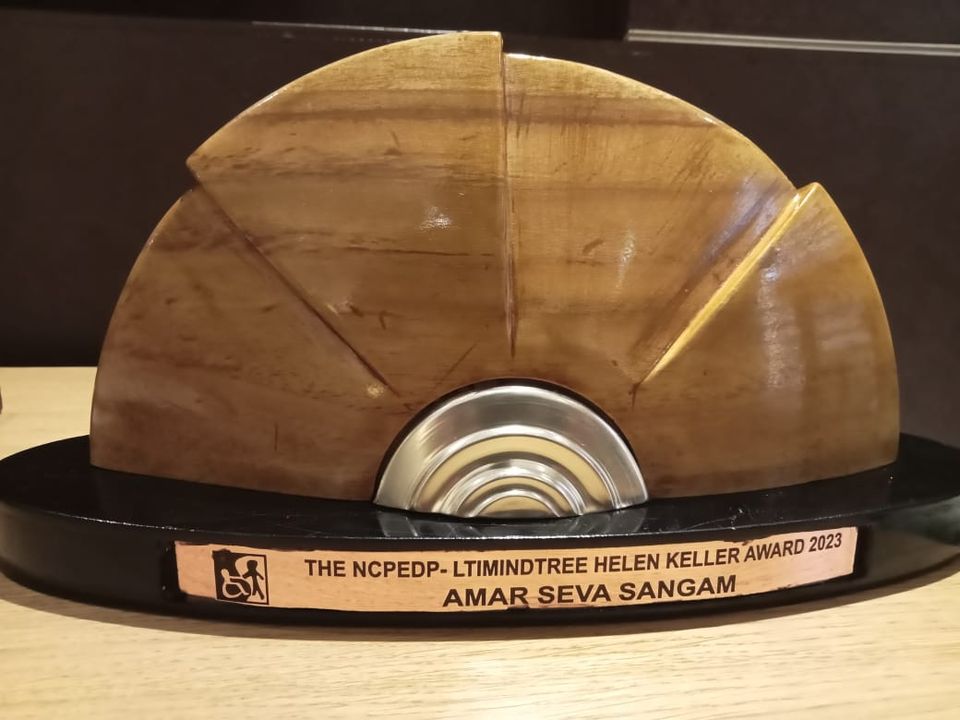 THE NCPEDP- LTIMINDTREE HELEN KELLER AWARD 2023
AMAR SEVA SANGAM